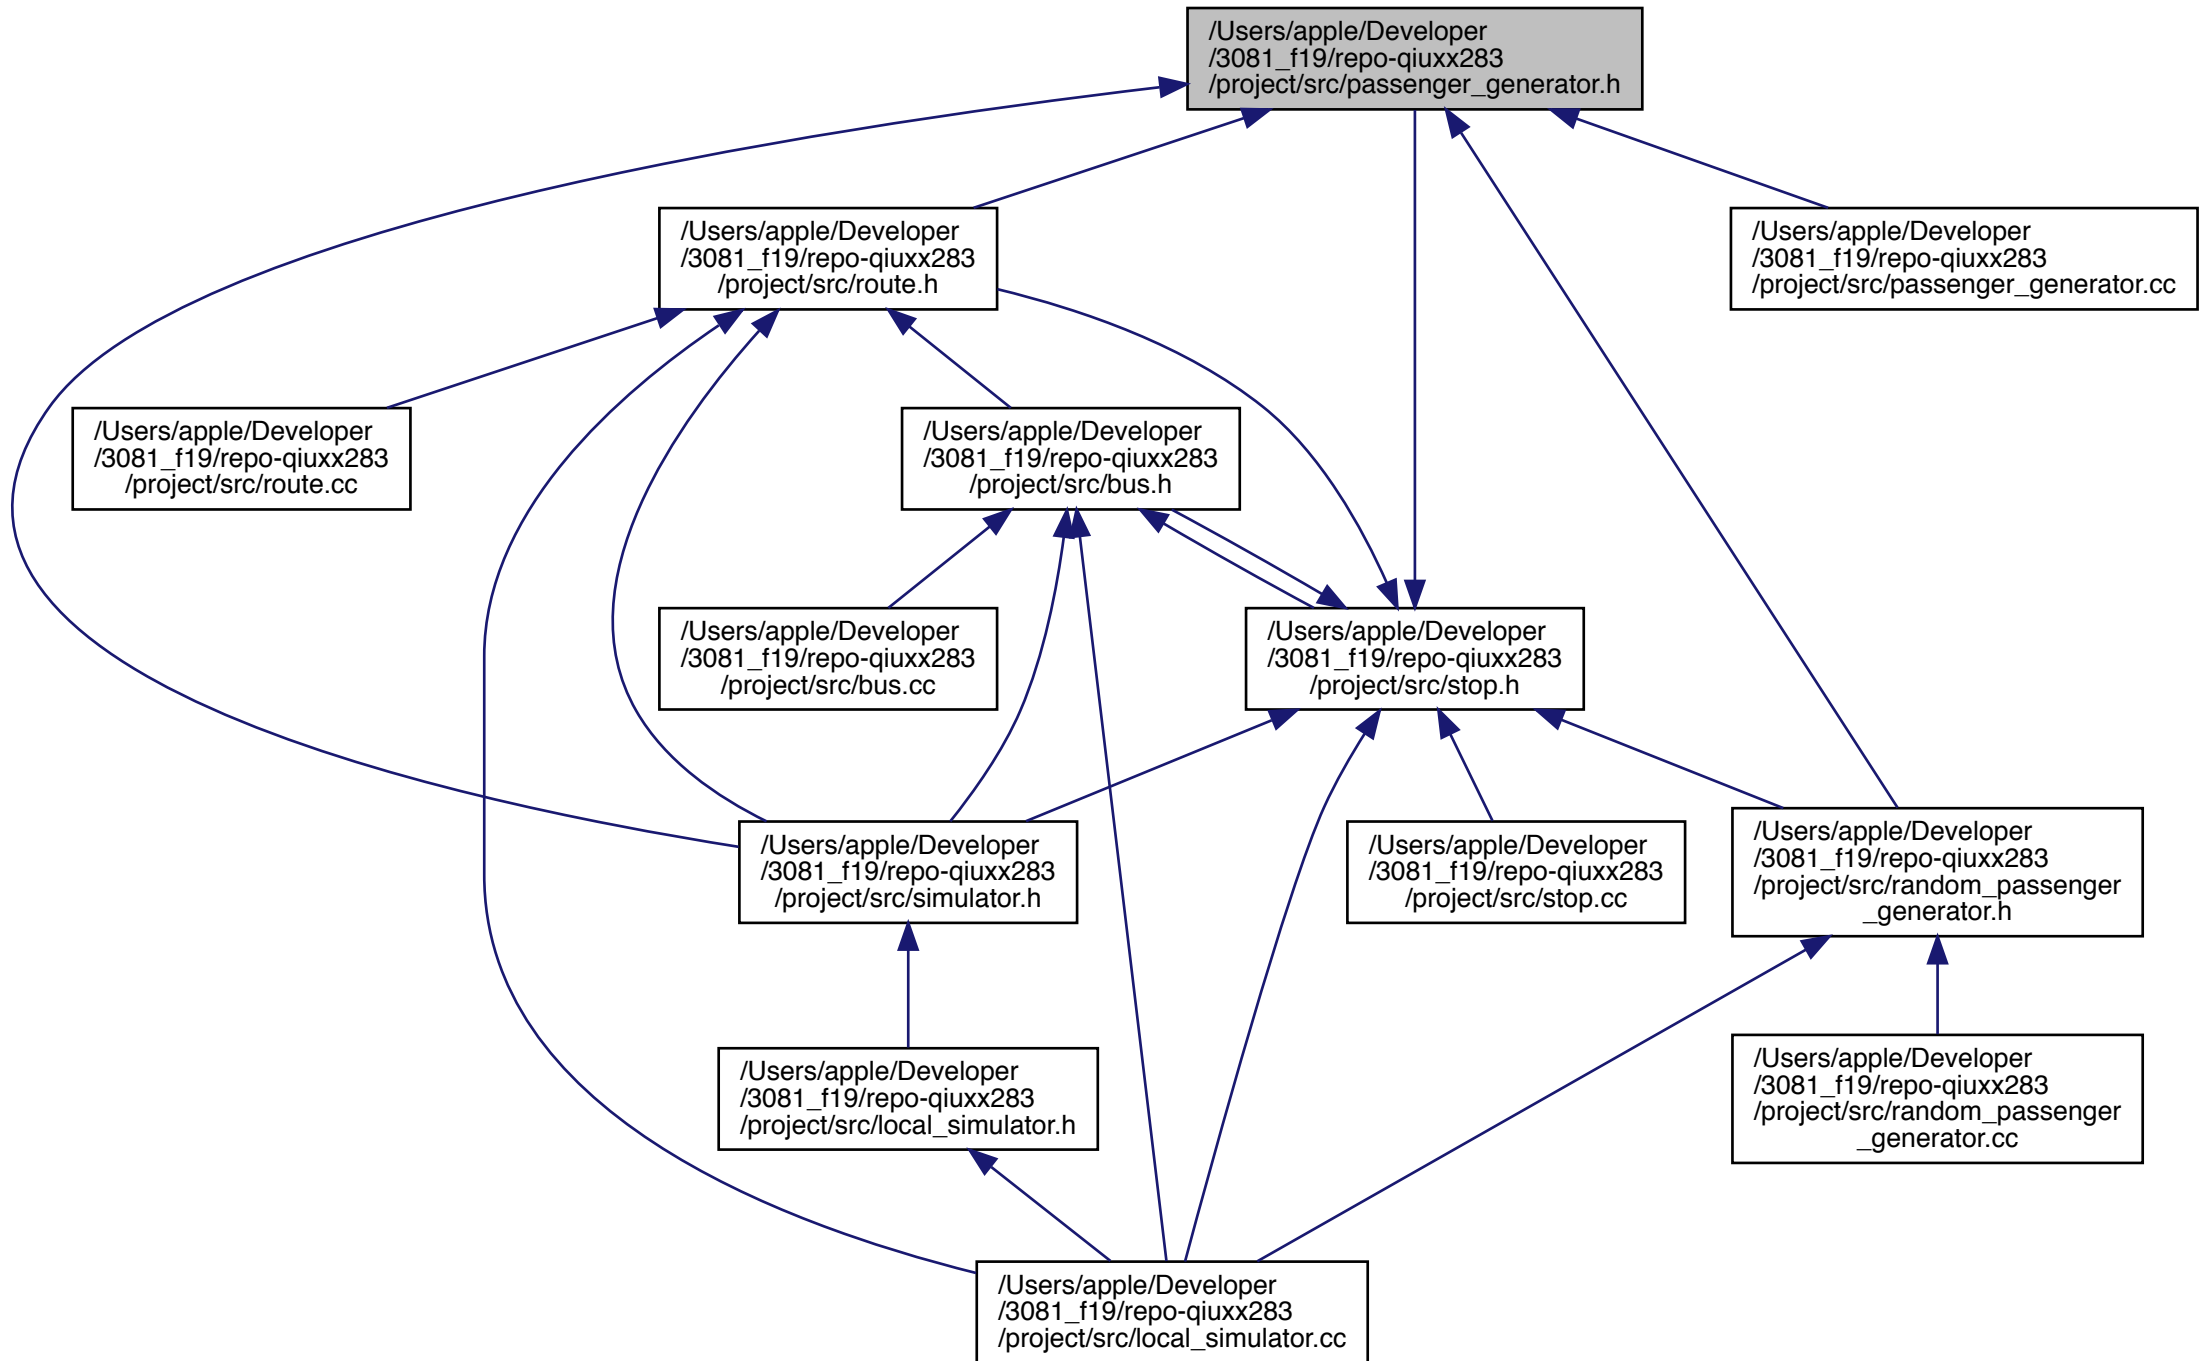 /Users/apple/Developer
/3081_f19/repo-qiuxx283
/project/src/passenger_generator.h
/Users/apple/Developer
/3081_f19/repo-qiuxx283
/project/src/route.h
/Users/apple/Developer
/3081_f19/repo-qiuxx283
/project/src/passenger_generator.cc
/Users/apple/Developer
/3081_f19/repo-qiuxx283
/project/src/route.cc
/Users/apple/Developer
/3081_f19/repo-qiuxx283
/project/src/bus.h
/Users/apple/Developer
/3081_f19/repo-qiuxx283
/project/src/bus.cc
/Users/apple/Developer
/3081_f19/repo-qiuxx283
/project/src/stop.h
/Users/apple/Developer
/3081_f19/repo-qiuxx283
/project/src/simulator.h
/Users/apple/Developer
/3081_f19/repo-qiuxx283
/project/src/stop.cc
/Users/apple/Developer
/3081_f19/repo-qiuxx283
/project/src/random_passenger
_generator.h
/Users/apple/Developer
/3081_f19/repo-qiuxx283
/project/src/local_simulator.h
/Users/apple/Developer
/3081_f19/repo-qiuxx283
/project/src/random_passenger
_generator.cc
/Users/apple/Developer
/3081_f19/repo-qiuxx283
/project/src/local_simulator.cc